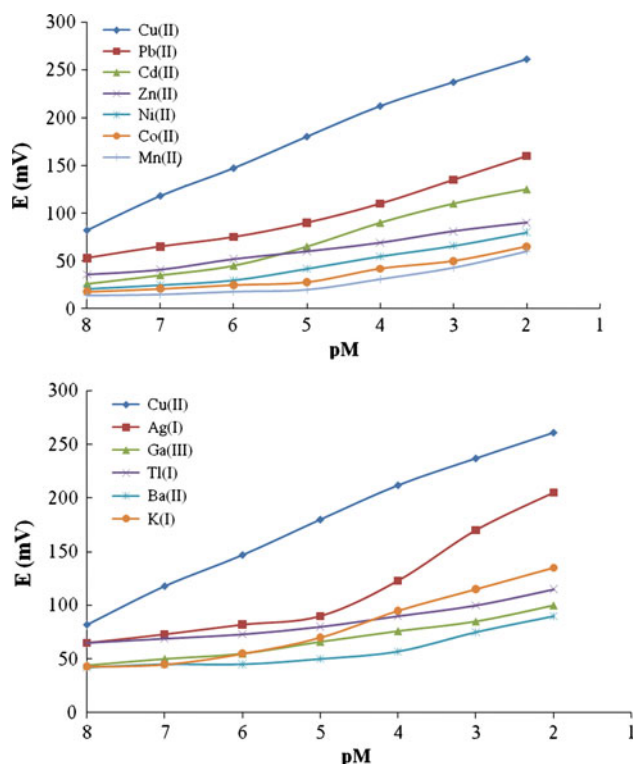 300
250
200
150
100
50
0
E (mV)
Cu(II)
Pb(II)
Cd(II)
Zn(II)
Ni(II)
Co(II)
Mn(II)
8 7 6 5 4 3 2 1
pM
300
250
200
150
100
50
0
E (mV)
Cu(II)
Ag(I)
Ga(III)
Tl(I)
Ba(II)
K(I)
8 7 6 5 4 3 2 1
pM